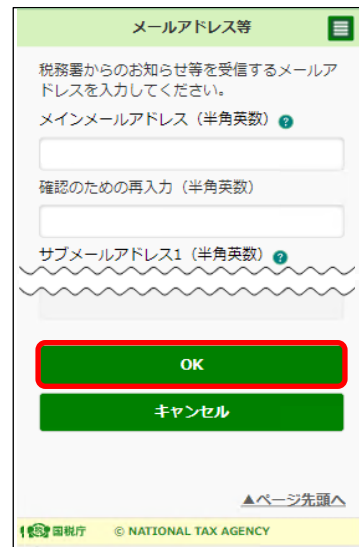 メールアドレス等
税務署からのお知らせ等を受信するメールア
ドレスを入力してください。
メインメールアドレス（半角英数） ?
確認のための再入力（半角英数）
サブメールアドレス1（半角英数） ?
OK
キャンセル
▲ページ先頭へ
国税庁 © NATIONAL TAX AGENCY